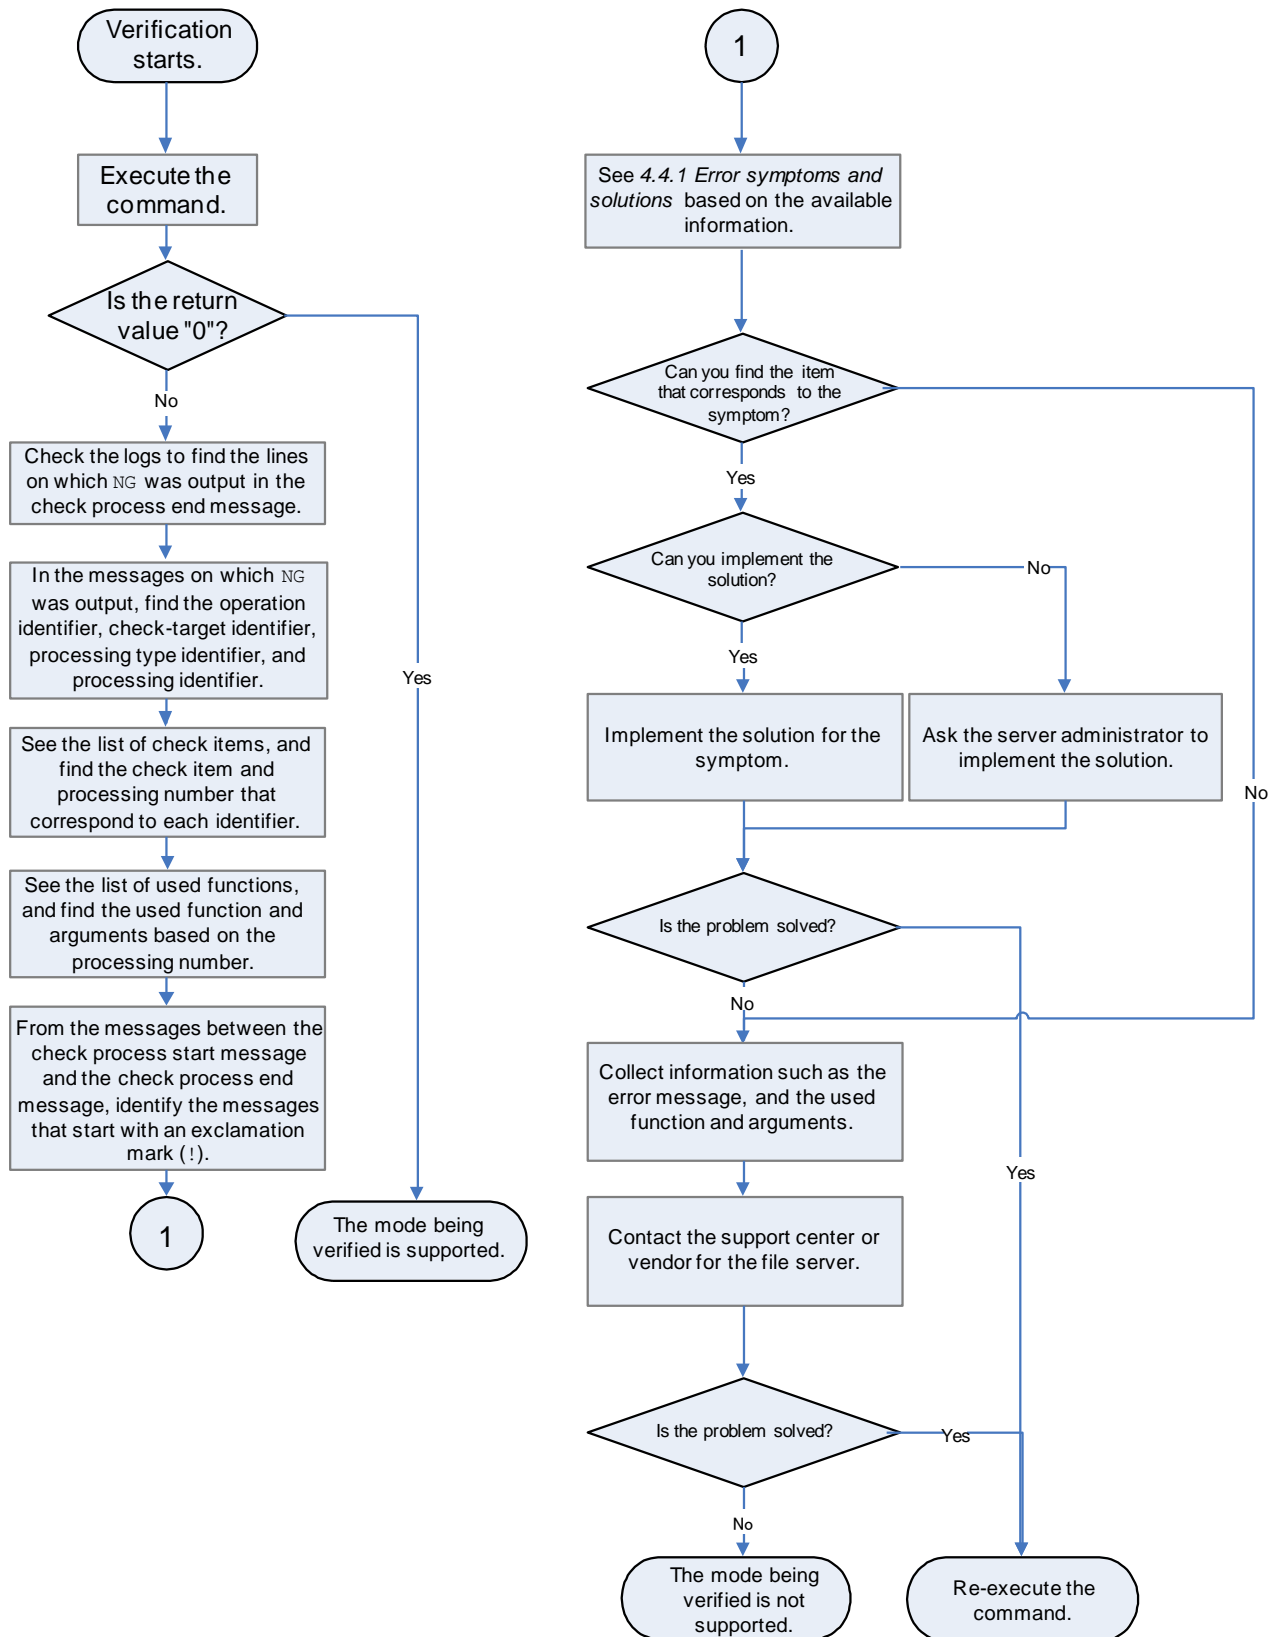 Verification
starts.
Execute the
command.
Is the return
value "0"?
No
Yes
Check the logs to find the lines
on which NG was output in the
check process end message.
In the messages on which NG
was output, find the operation
identifier, check-target identifier,
processing type identifier, and
processing identifier.
See the list of check items, and
find the check item and
processing number that
correspond to each identifier.
See the list of used functions,
and find the used function and
arguments based on the
processing number.
From the messages between the
check process start message
and the check process end
message, identify the messages
that start with an exclamation
mark (!).
1
The mode being
verified is supported.
1
See 4.4.1 Error symptoms and
solutions based on the available
information.
Can you find the item
that corresponds to the
symptom?
Yes
No
Can you implement the
solution?
No
Yes
Implement the solution for the
symptom.
Ask the server administrator to
implement the solution.
Is the problem solved?
No
Yes
Collect information such as the
error message, and the used
function and arguments.
Contact the support center or
vendor for the file server.
Is the problem solved?
Yes
No
The mode being
verified is not
supported.
Re-execute the
command.